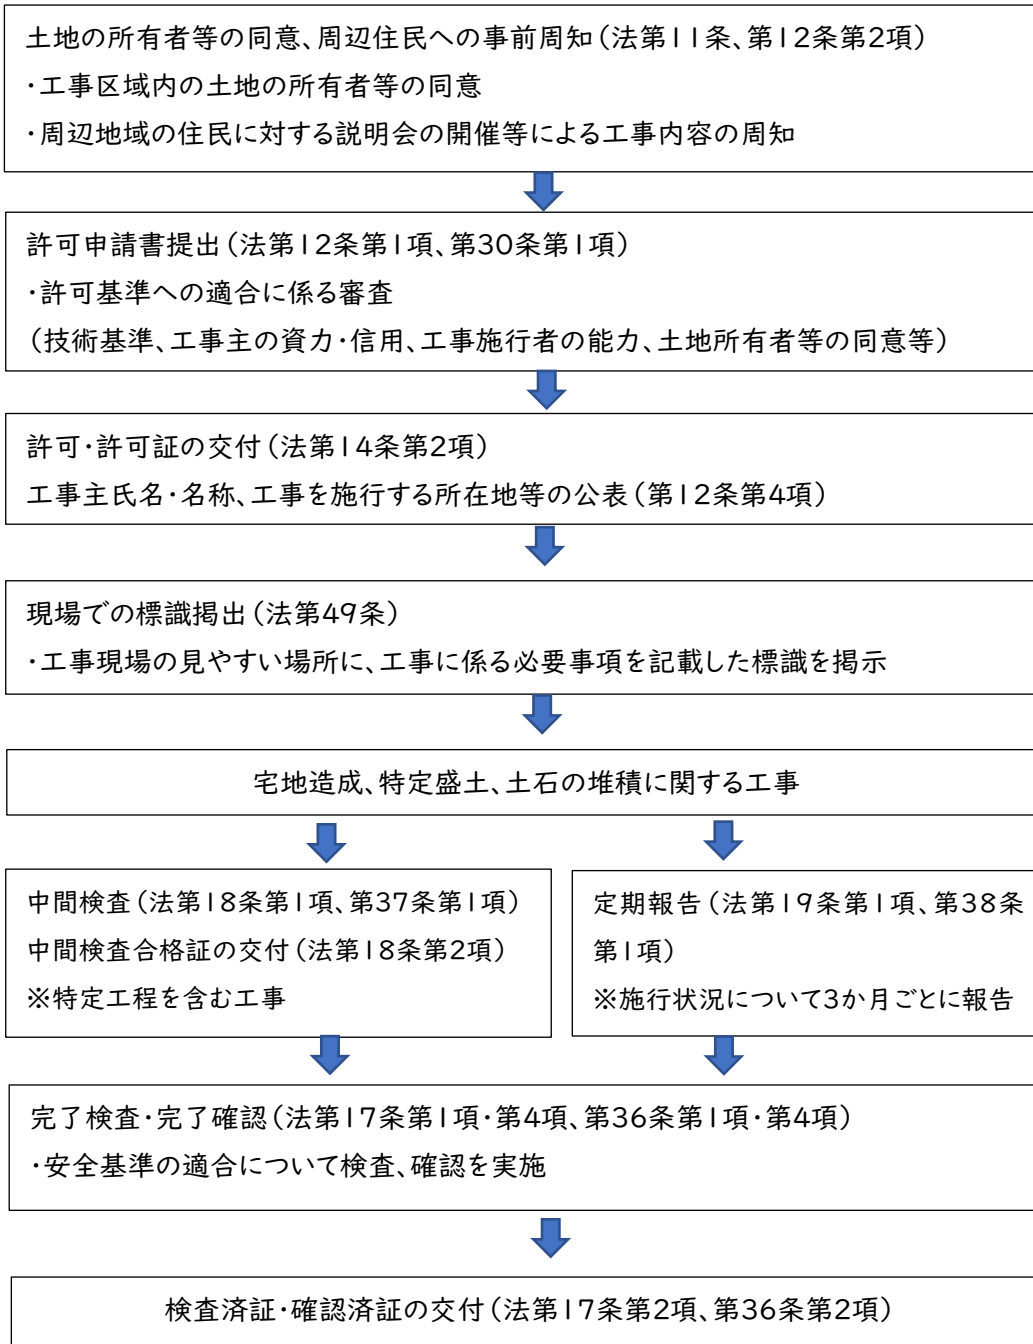 土地の所有者等の同意、周辺住民への事前周知(法第11条、第12条第2項)
・工事区域内の土地の所有者等の同意
・周辺地域の住民に対する説明会の開催等による工事内容の周知
許可申請書提出(法第12条第1項、第30条第1項)
・許可基準への適合に係る審査
(技術基準、工事主の資力・信用、工事施行者の能力、土地所有者等の同意等)
許可・許可証の交付(法第14条第2項)
工事主氏名・名称、工事を施行する所在地等の公表(第12条第4項)
現場での標識掲出(法第49条)
・工事現場の見やすい場所に、工事に係る必要事項を記載した標識を掲示
宅地造成、特定盛土、土石の堆積に関する工事
中間検査(法第18条第1項、第37条第1項)
中間検査合格証の交付(法第18条第2項)
※特定工程を含む工事
定期報告(法第19条第1項、第38条
第1項)
※施行状況について3か月ごとに報告
完了検査・完了確認(法第17条第1項・第4項、第36条第1項・第4項)
・安全基準の適合について検査、確認を実施
検査済証・確認済証の交付(法第17条第2項、第36条第2項)